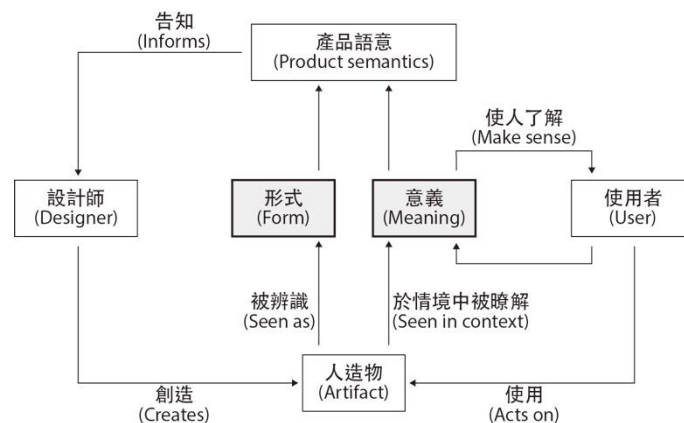 告知
(Informs)
產品語意
(Product semantics)
使人了解
(Make sense)
設計師
(Designer)
形式
(Form)
意義
(Meaning)
使用者
(User)
被辨識
(Seen as)
於情境中被瞭解
(Seen in context)
人造物
(Artifact)
創造
(Creates)
使用
(Acts on)